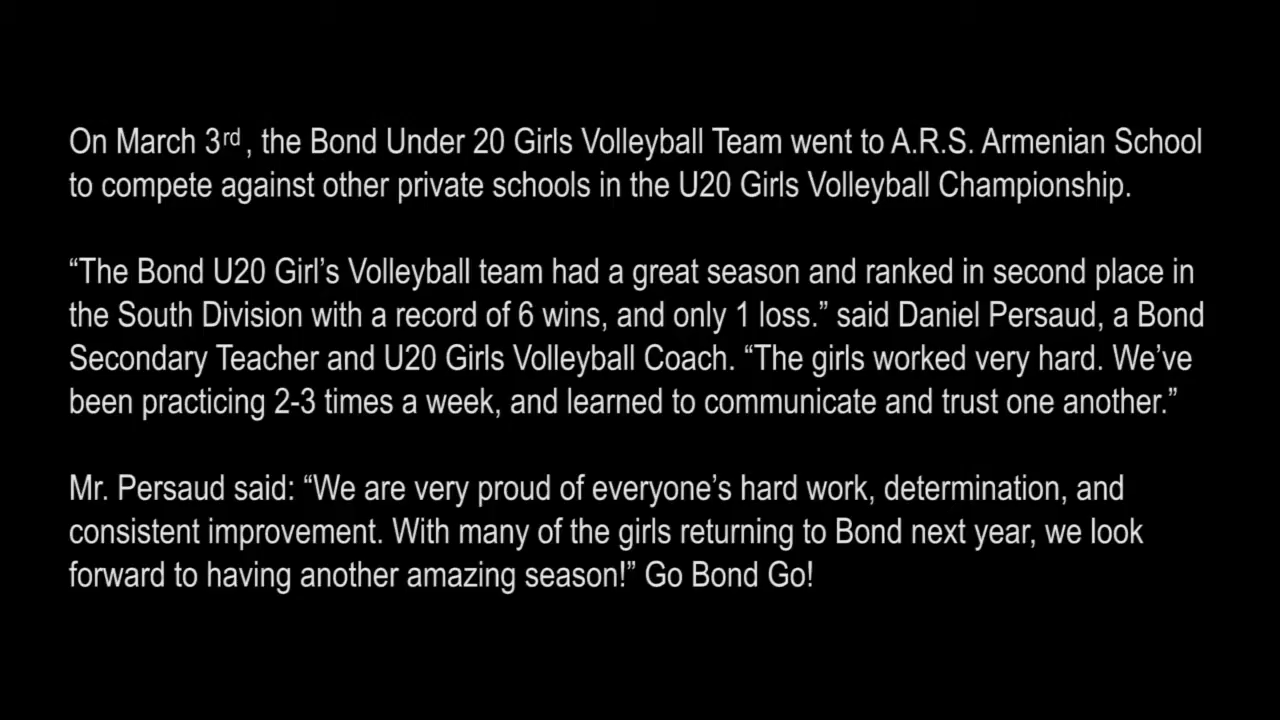 On March 3rd, the Bond Under 20 Girls Volleyball Team went to A.R.S. Armenian School
to compete against other private schools in the U20 Girls Volleyball Championship.
“The Bond U20 Girl’s Volleyball team had a great season and ranked in second place in
the South Division with a record of 6 wins, and only 1 loss.” said Daniel Persaud, a Bond
Secondary Teacher and U20 Girls Volleyball Coach. “The girls worked very hard. We’ve
been practicing 2-3 times a week, and learned to communicate and trust one another.”
Mr. Persaud said: “We are very proud of everyone’s hard work, determination, and
consistent improvement. With many of the girls returning to Bond next year, we look
forward to having another amazing season!” Go Bond Go!